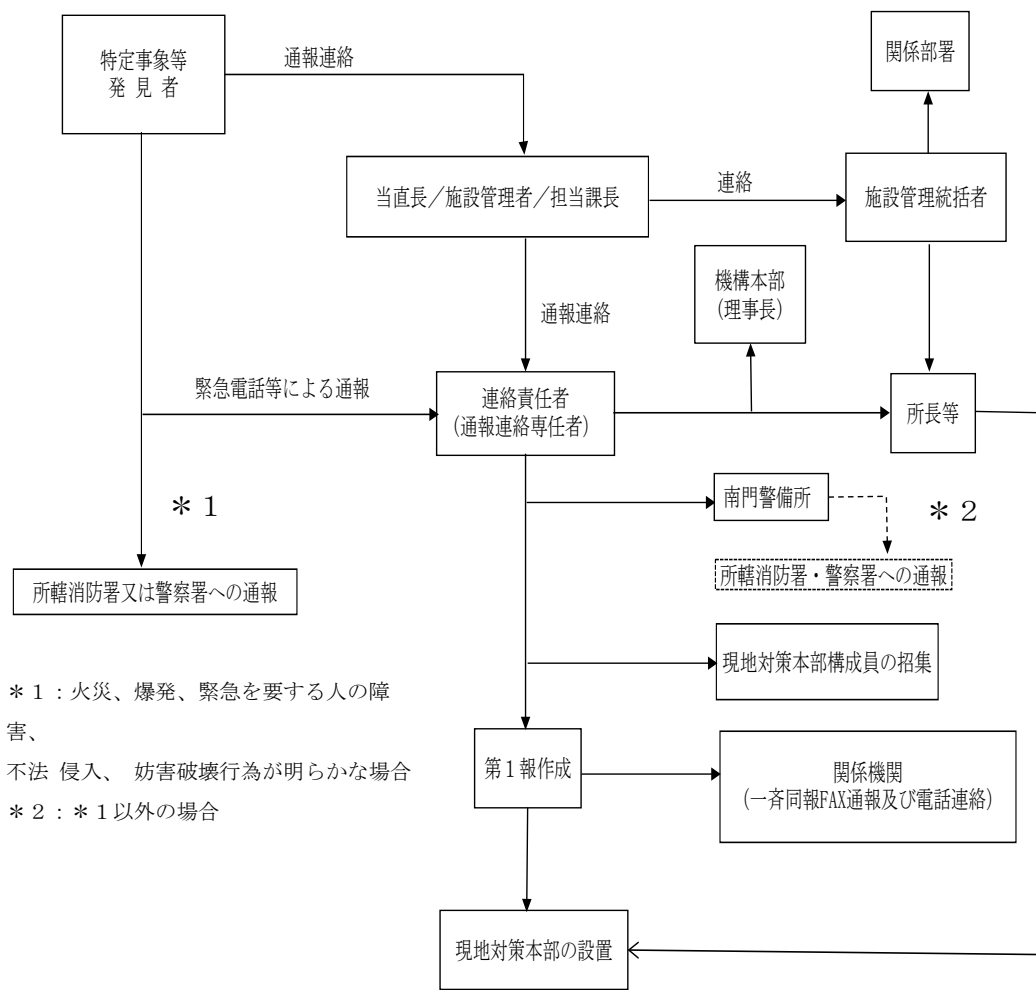 特定事象等
発 見 者
通報連絡
関係部署
当直長／施設管理者／担当課長
連絡
施設管理統括者
機構本部
(理事長)
通報連絡
緊急電話等による通報
連絡責任者
(通報連絡専任者)
所長等
＊１
南門警備所
＊２
所轄消防署・警察署への通報
所轄消防署又は警察署への通報
現地対策本部構成員の招集
＊１：火災、爆発、緊急を要する人の障
害、
不法 侵入、 妨害破壊行為が明らかな場合
＊２：＊１以外の場合
第１報作成
関係機関
(一斉同報FAX通報及び電話連絡)
現地対策本部の設置